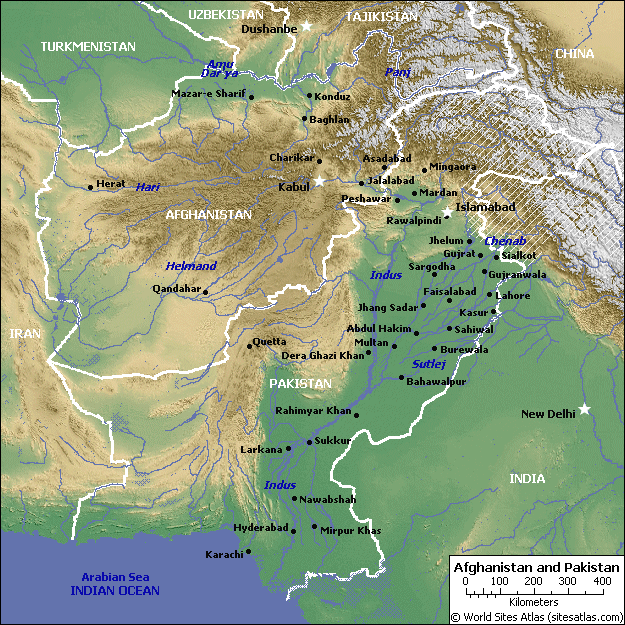 UZBEKISTAN
TAJIKISTAN
Dushanbe
TURKMENISTAN
CHINA
Amu
Dar'ya
Panj
Mazar-e Sharif
Konduz
Baghlan
Charikar
Asadabad
Mingaora
Herat
Hari
Kabul
Jalalabad
Mardan
Peshawar
Islamabad
AFGHANISTAN
Rawalpindi
Jhelum
Chenab
Gujrat
Sialkot
Helmand
Indus
Sargodha
Gujranwala
Qandahar
Faisalabad
Lahore
Jhang Sadar
Kasur
IRAN
Abdul Hakim
Sahiwal
Quetta
Multan
Burewala
Dera Ghazi Khan
Sutlej
PAKISTAN
Bahawalpur
Rahimyar Khan
New Delhi
Sukkur
Larkana
INDIA
Indus
Nawabshah
Hyderabad
Mirpur Khas
Karachi
Arabian Sea
INDIAN OCEAN
Afghanistan and Pakistan
0 100 200 300 400
Kilometers
© World Sites Atlas (sitesatlas.com)